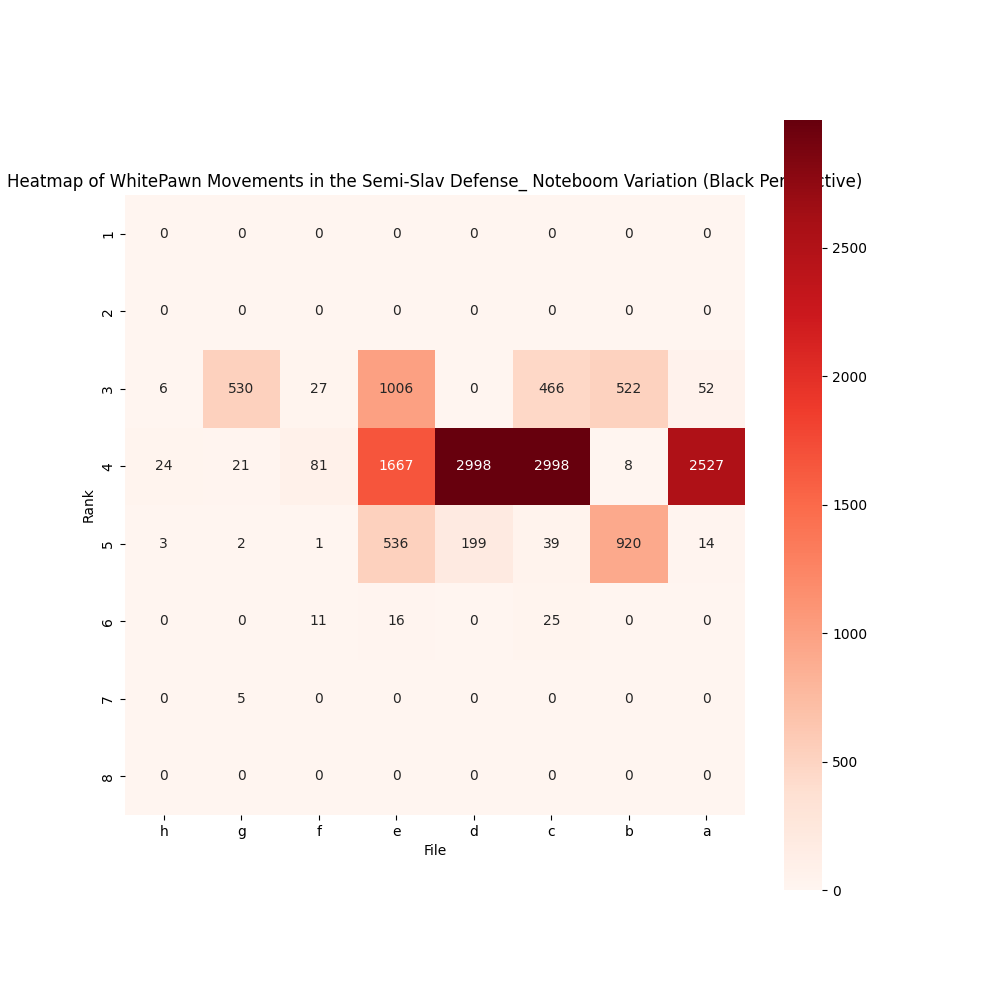 Heatmap of WhitePawn Movements in the Semi-Slav Defense_ Noteboom Variation (Black Per ctive)
1 0 0 0 0 0 0 0 0
2 0 0 0 0 0 0 0 0
3 6 530 27 1006 0 466 522 52
4 24 21 81 1667 2998 2998 8 2527
5 3 2 1 536 199 39 920 14
6 0 0 11 16 0 25 0 0
7 0 5 0 0 0 0 0 0
8 0 0 0 0 0 0 0 0
Rank
h g f e d c b a
File
2500
2000
1500
1000
500
0